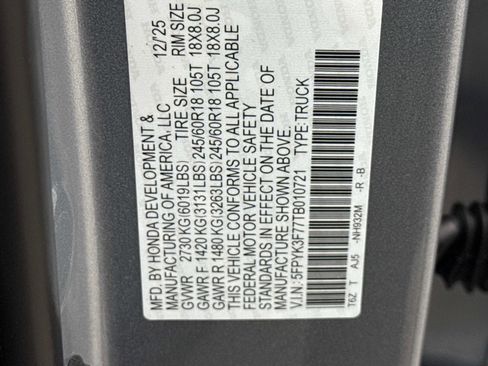 MFD. BY HONDA DEVELOPMENT & 12/'25
MANUFACTURING OF AMERICA, LLC
GVWR 2730 KG(6019LBS) TIRE SIZE RIM SIZE
GAWR F 1420 KG(3131LBS) 245/60R18 105T 18X8.0J
GAWR R 1480 KG(3263LBS) 245/60R18 105T 18X8.0J
THIS VEHICLE CONFORMS TO ALL APPLICABLE
FEDERAL MOTOR VEHICLE SAFETY
STANDARDS IN EFFECT ON THE DATE OF
MANUFACTURE SHOWN ABOVE.
V.I.N.: 5FPYK3F77TB010721 TYPE:TRUCK
T6Z T AJ5 -NH932M -R -B